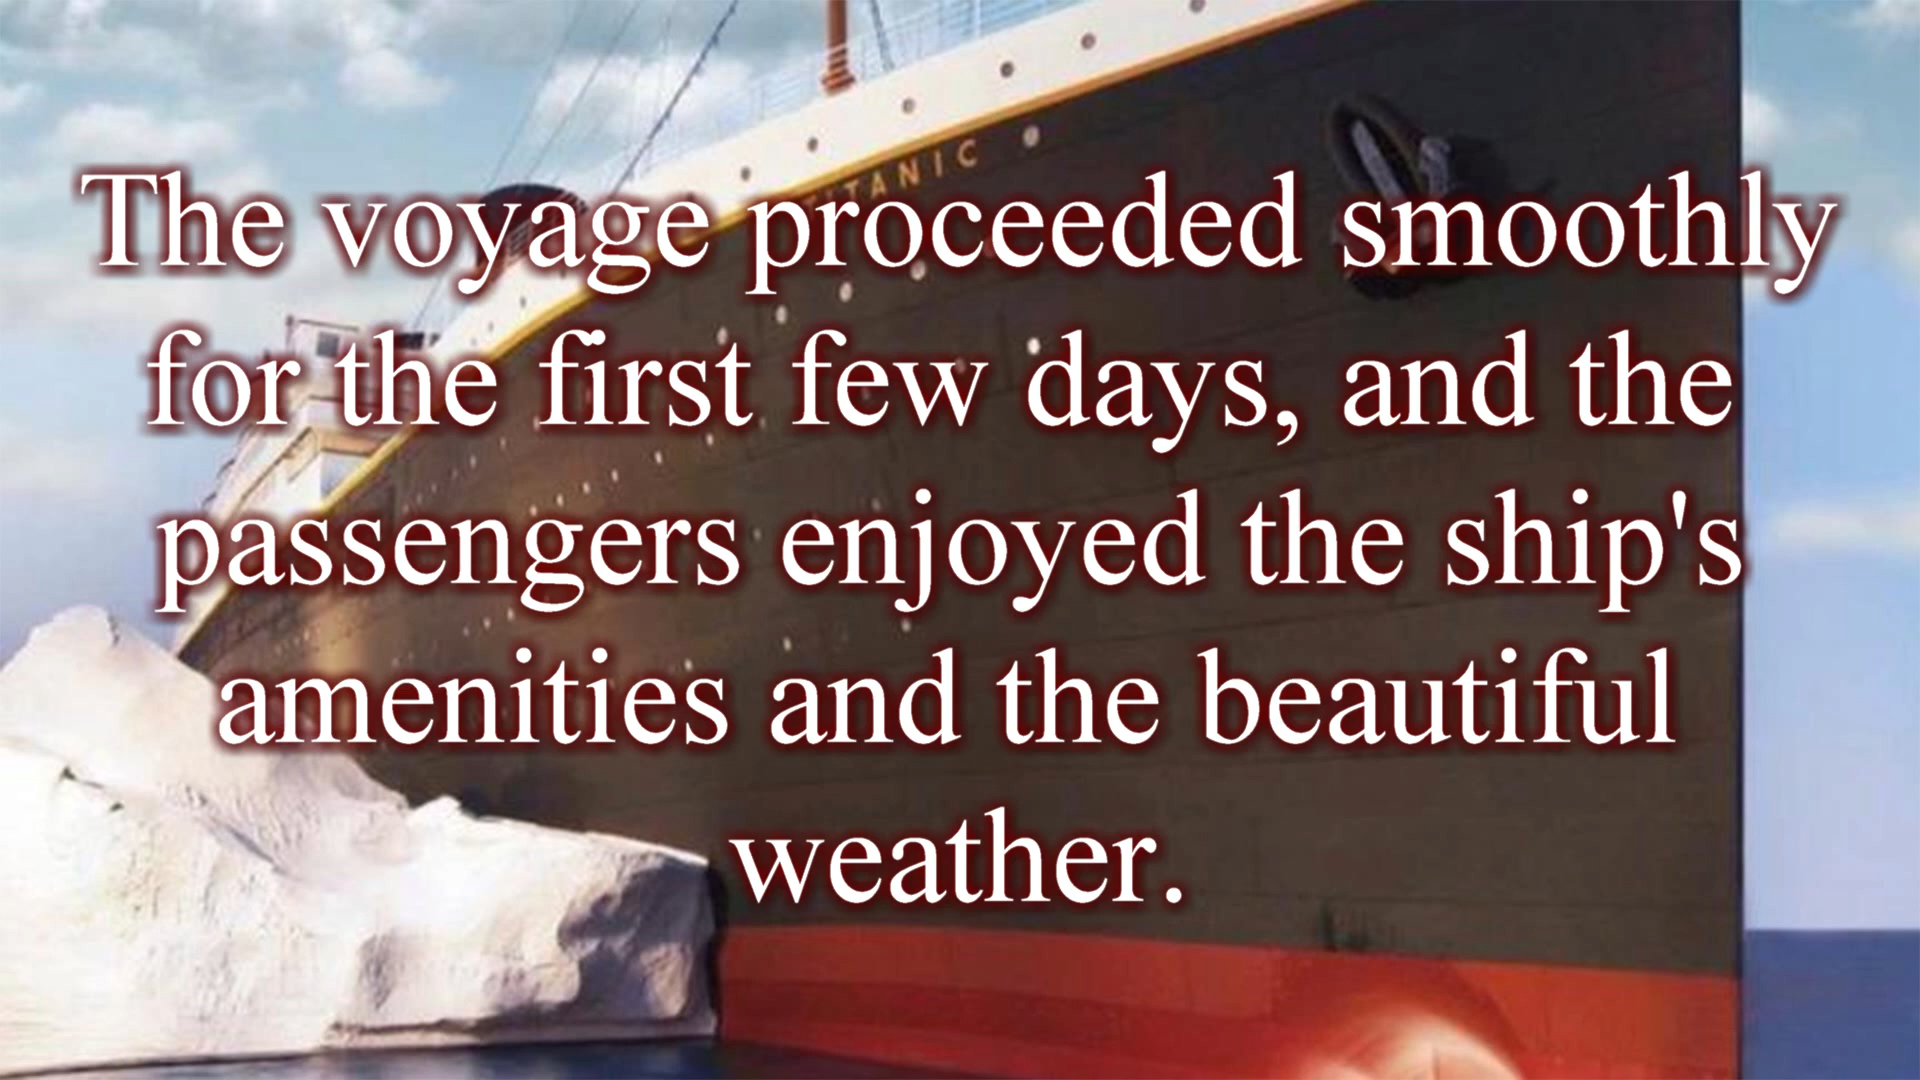 TITANIC
The voyage proceeded smoothly
for the first few days, and the
passengers enjoyed the ship's
amenities and the beautiful
weather.